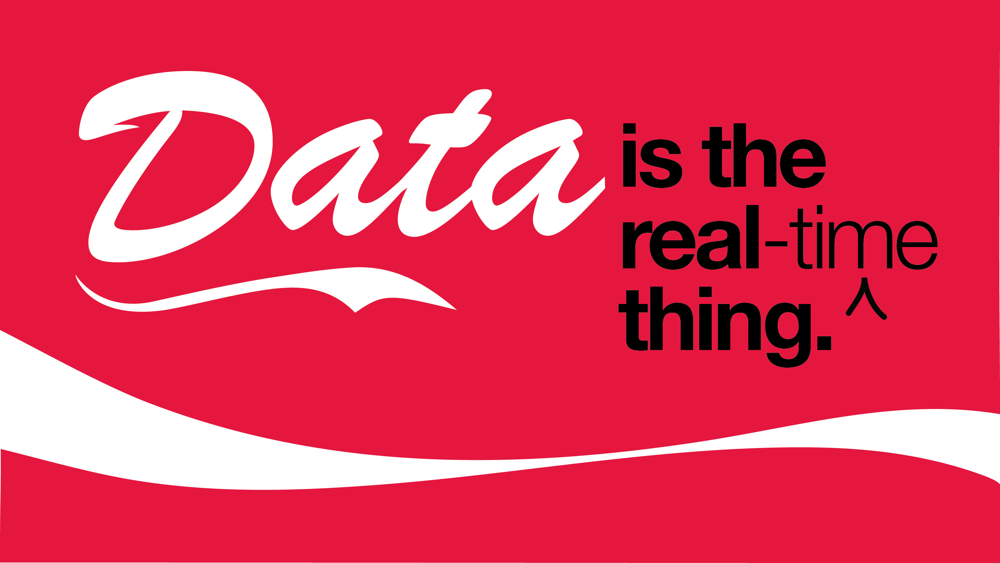 Data
is the
real-time
thing.